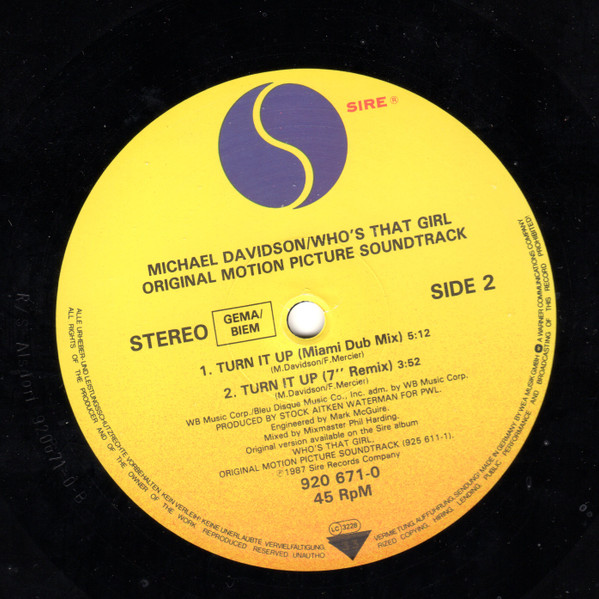 SIRE ®
MICHAEL DAVIDSON/WHO'S THAT GIRL
ORIGINAL MOTION PICTURE SOUNDTRACK
STEREO
GEMA/
BIEM
SIDE 2
1. TURN IT UP (Miami Dub Mix) 5:12
(M.Davidson/F.Mercier)
2. TURN IT UP (7'' Remix) 3:52
(M.Davidson/F.Mercier)
WB Music Corp./Bleu Disque Music Co., Inc. adm. by WB Music Corp.
PRODUCED BY STOCK AITKEN WATERMAN FOR PWL.
Engineered by Mark McGuire.
Mixed by Mixmaster Phil Harding.
Original version available on the Sire album
WHO'S THAT GIRL,
ORIGINAL MOTION PICTURE SOUNDTRACK (925 611-1).
℗1987 Sire Records Company
920 671-0
45 RpM
LC 3228
ALLE URHEBER-UND LEISTUNGSSCHUTZRECHTE VORBEHALTEN. KEIN VERLEIH! KEINE UNERLAUBTE VERVIELFÄLTIGUNG,
VERMIETUNG, AUFFÜHRUNG, SENDUNG! MADE IN GERMANY BY WEA MUSIK GMBH
A WARNER COMMUNICATIONS COMPANY
ALL RIGHTS OF THE PRODUCER AND OF THE OWNER OF THE WORK REPRODUCED RESERVED. UNAUTHO
RIZED COPYING, HIRING, LENDING, PUBLIC PERFORMANCE AND BROADCASTING OF THIS RECORD PROHIBITED!